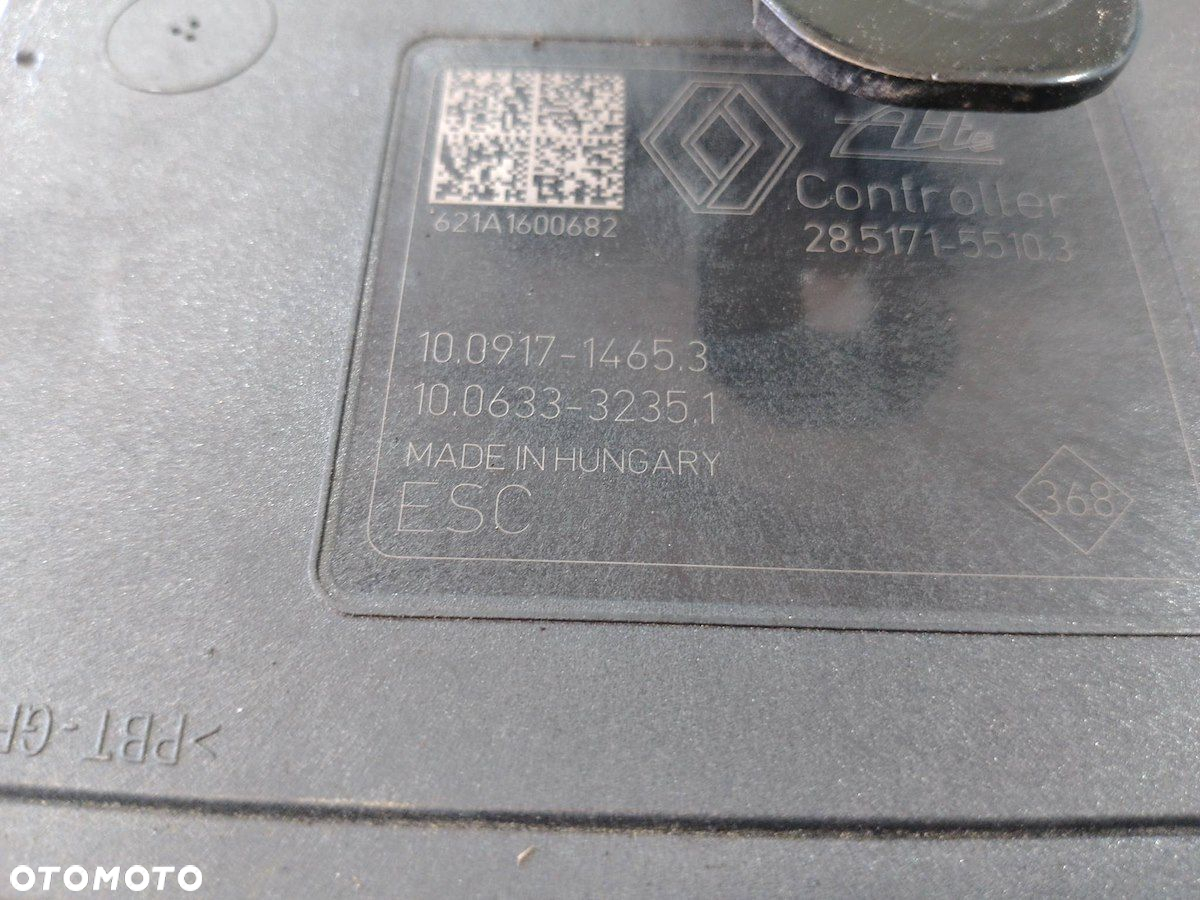 Ate
Controller
28.5171-5510.3
621A1600682
10.0917-1465.3
10.0633-3235.1
MADE IN HUNGARY
ESC
368
>PBT-G
OTOMOTO